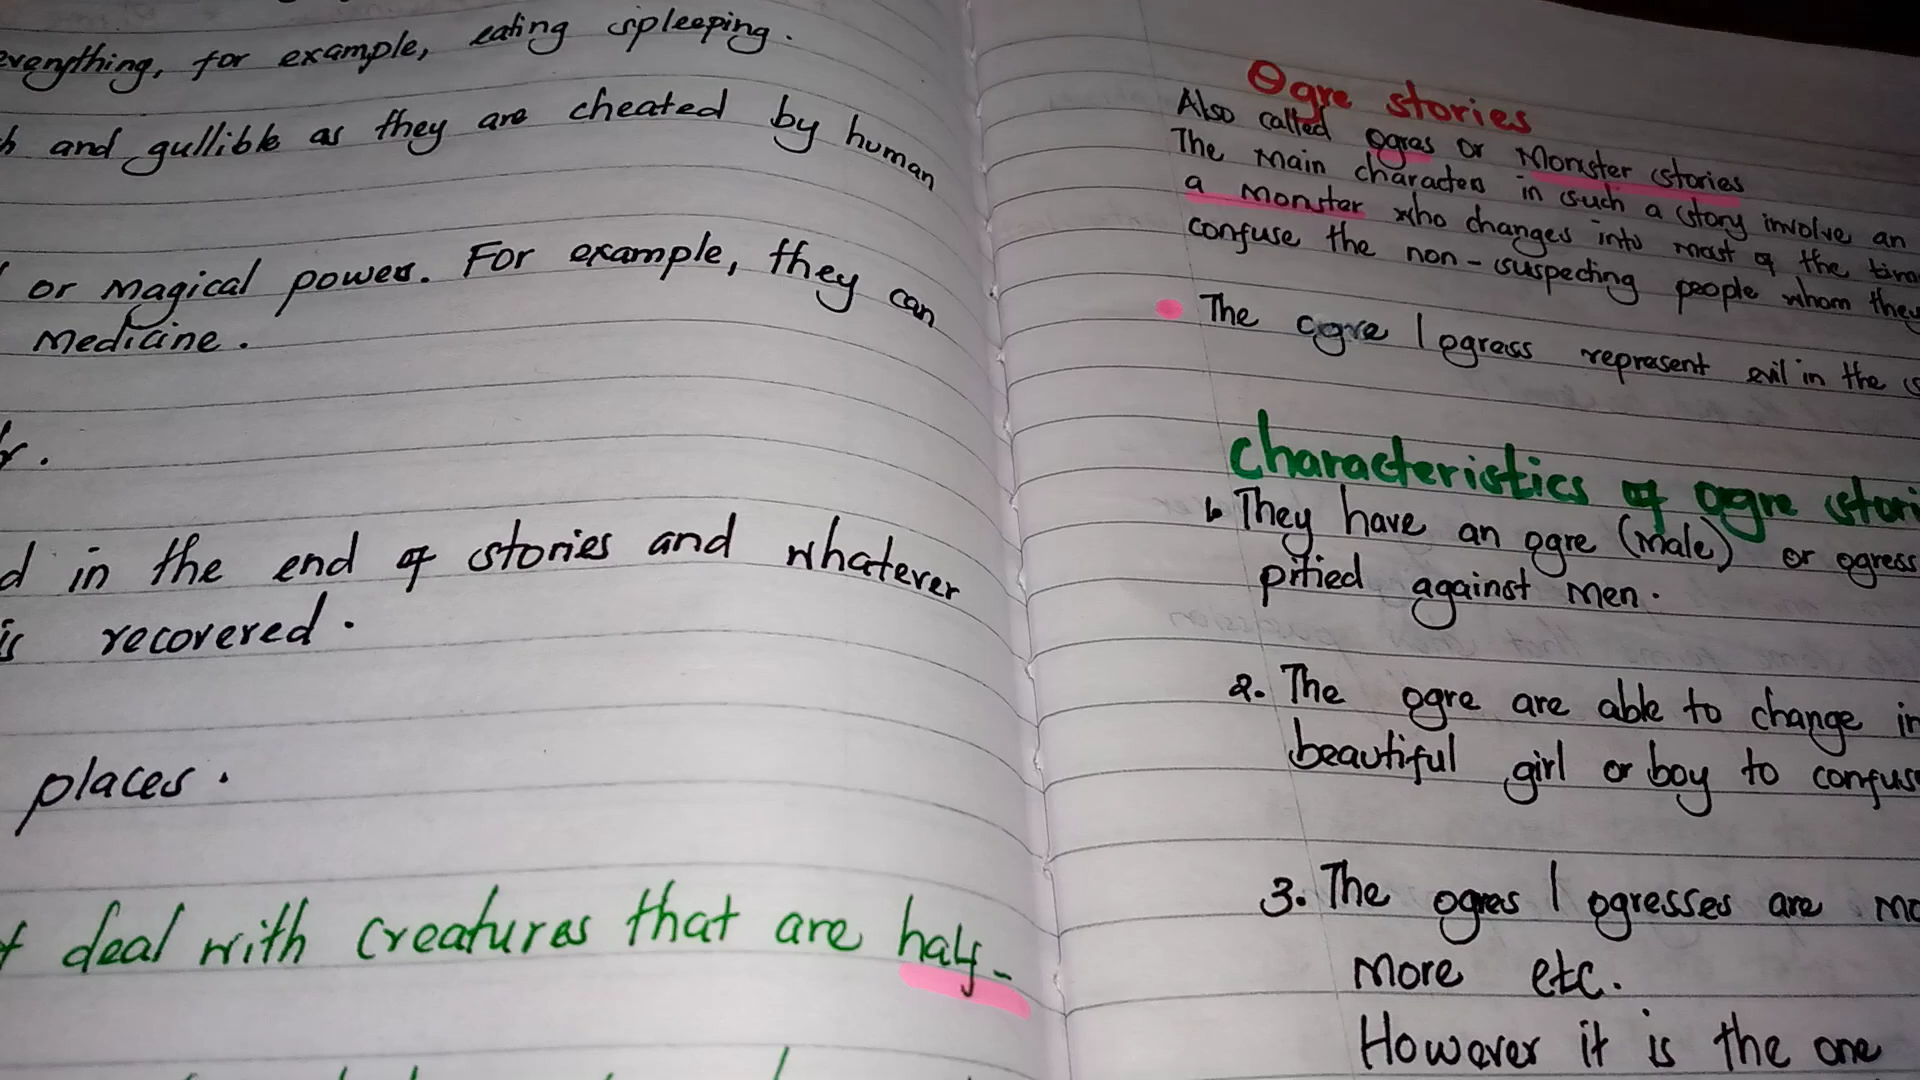 everything, for example, eating spleeping.
and gullible as they are cheated by human
or magical power. For example, they can
medicine.
in the end of stories and whatever
is recovered.
places.
deal with creatures that are half-
Ogre stories
Also called ogres or Monster stories
The main characters in such a story involve an
a monster who changes into most of the time
confuse the non-suspecting people whom they
The ogre / ogress represent evil in the
Characteristics of ogre stori
1. They have an ogre (male) or ogress
pitied against men.
2. The ogre are able to change in
beautiful girl or boy to confuse
3. The ogres / ogresses are mo
more etc.
However it is the one